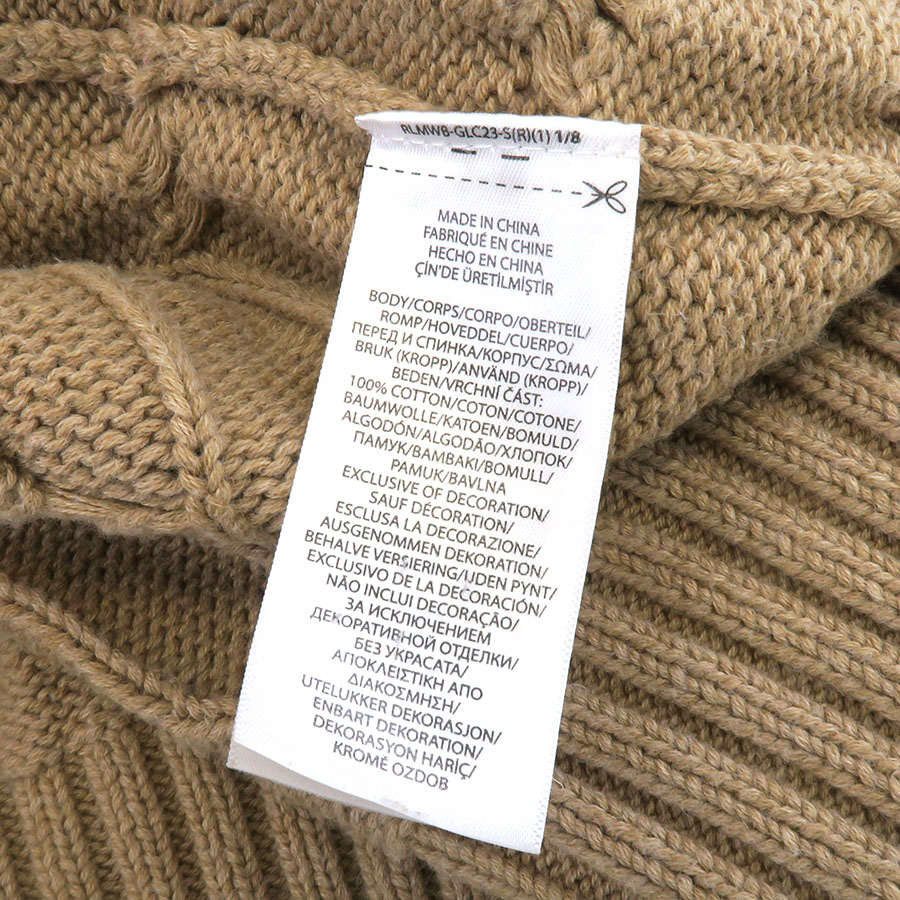 RLMWB-GLC23-S(R)(1) 1/8
MADE IN CHINA
FABRIQUÉ EN CHINE
HECHO EN CHINA
ÇİN'DE ÜRETİLMİŞTİR
BODY/CORPS/CORPO/OBERTEIL/
ROMP/HOVEDDEL/CUERPO/
ПЕРЕД И СПИНКА/КОРПУС/ΣΩΜΑ/
BRUK (KROPP)/ANVÄND (KROPP)/
BEDEN/VRCHNÍ ČÁST:
100% COTTON/COTON/COTONE/
BAUMWOLLE/KATOEN/BOMULD/
ALGODÓN/ALGODÃO/ХЛОПОК/
ПАМУК/ΒΑΜΒΑΚΙ/BOMULL/
PAMUK/BAVLNA
EXCLUSIVE OF DECORATION/
SAUF DÉCORATION/
ESCLUSA LA DECORAZIONE/
AUSGENOMMEN DEKORATION/
BEHALVE VERSIERING/UDEN PYNT/
EXCLUSIVO DE LA DECORACIÓN/
NÃO INCLUI DECORAÇÃO/
ЗА ИСКЛЮЧЕНИЕМ
ДЕКОРАТИВНОЙ ОТДЕЛКИ/
БЕЗ УКРАСАТА/
ΑΠΟΚΛΕΙΣΤΙΚΗ ΑΠΟ
ΔΙΑΚΟΣΜΗΣΗ/
UTELUKKER DEKORASJON/
ENBART DEKORATION/
DEKORASYON HARİÇ/
KROMĚ OZDOB